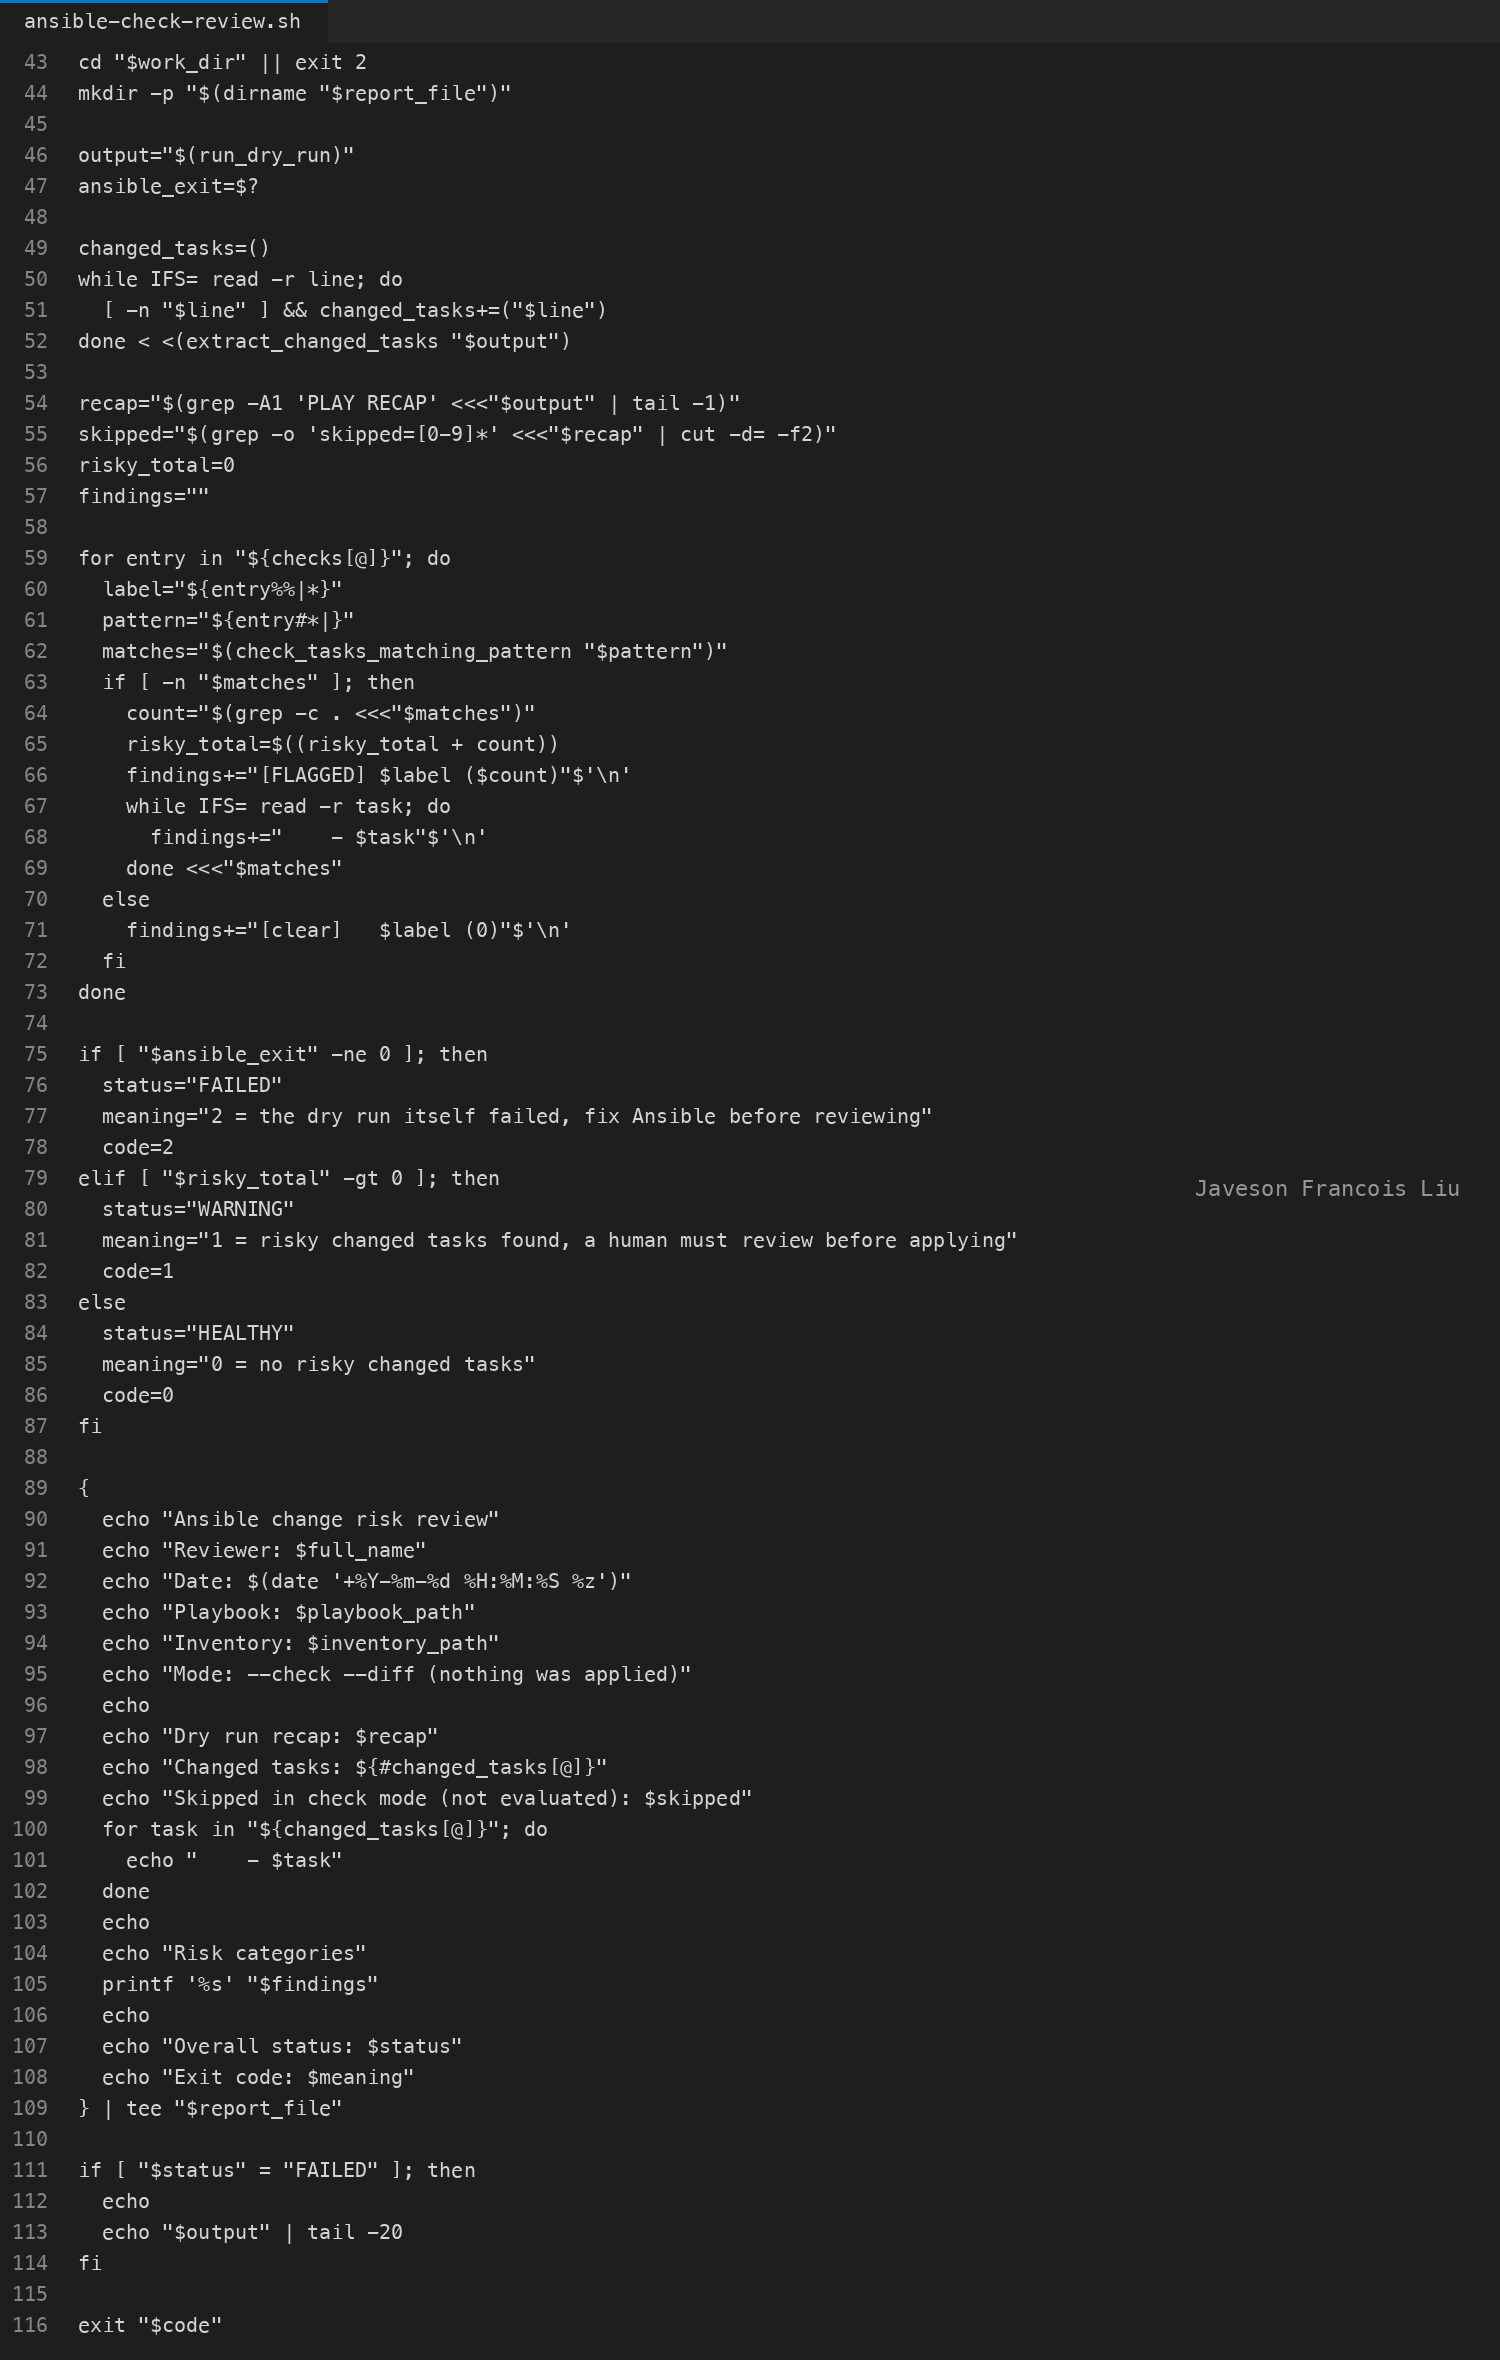 ansible-check-review.sh
43 cd "$work_dir" || exit 2
44 mkdir -p "$(dirname "$report_file")"
45
46 output="$(run_dry_run)"
47 ansible_exit=$?
48
49 changed_tasks=()
50 while IFS= read -r line; do
51   [ -n "$line" ] && changed_tasks+=("$line")
52 done < <(extract_changed_tasks "$output")
53
54 recap="$(grep -A1 'PLAY RECAP' <<<"$output" | tail -1)"
55 skipped="$(grep -o 'skipped=[0-9]*' <<<"$recap" | cut -d= -f2)"
56 risky_total=0
57 findings=""
58
59 for entry in "${checks[@]}"; do
60   label="${entry%%|*}"
61   pattern="${entry#*|}"
62   matches="$(check_tasks_matching_pattern "$pattern")"
63   if [ -n "$matches" ]; then
64     count="$(grep -c . <<<"$matches")"
65     risky_total=$((risky_total + count))
66     findings+="[FLAGGED] $label ($count)"$'\n'
67     while IFS= read -r task; do
68       findings+="    - $task"$'\n'
69     done <<<"$matches"
70   else
71     findings+="[clear]   $label (0)"$'\n'
72   fi
73 done
74
75 if [ "$ansible_exit" -ne 0 ]; then
76   status="FAILED"
77   meaning="2 = the dry run itself failed, fix Ansible before reviewing"
78   code=2
79 elif [ "$risky_total" -gt 0 ]; then
Javeson Francois Liu
80   status="WARNING"
81   meaning="1 = risky changed tasks found, a human must review before applying"
82   code=1
83 else
84   status="HEALTHY"
85   meaning="0 = no risky changed tasks"
86   code=0
87 fi
88
89 {
90   echo "Ansible change risk review"
91   echo "Reviewer: $full_name"
92   echo "Date: $(date '+%Y-%m-%d %H:%M:%S %z')"
93   echo "Playbook: $playbook_path"
94   echo "Inventory: $inventory_path"
95   echo "Mode: --check --diff (nothing was applied)"
96   echo
97   echo "Dry run recap: $recap"
98   echo "Changed tasks: ${#changed_tasks[@]}"
99   echo "Skipped in check mode (not evaluated): $skipped"
100   for task in "${changed_tasks[@]}"; do
101     echo "    - $task"
102   done
103   echo
104   echo "Risk categories"
105   printf '%s' "$findings"
106   echo
107   echo "Overall status: $status"
108   echo "Exit code: $meaning"
109 } | tee "$report_file"
110
111 if [ "$status" = "FAILED" ]; then
112   echo
113   echo "$output" | tail -20
114 fi
115
116 exit "$code"